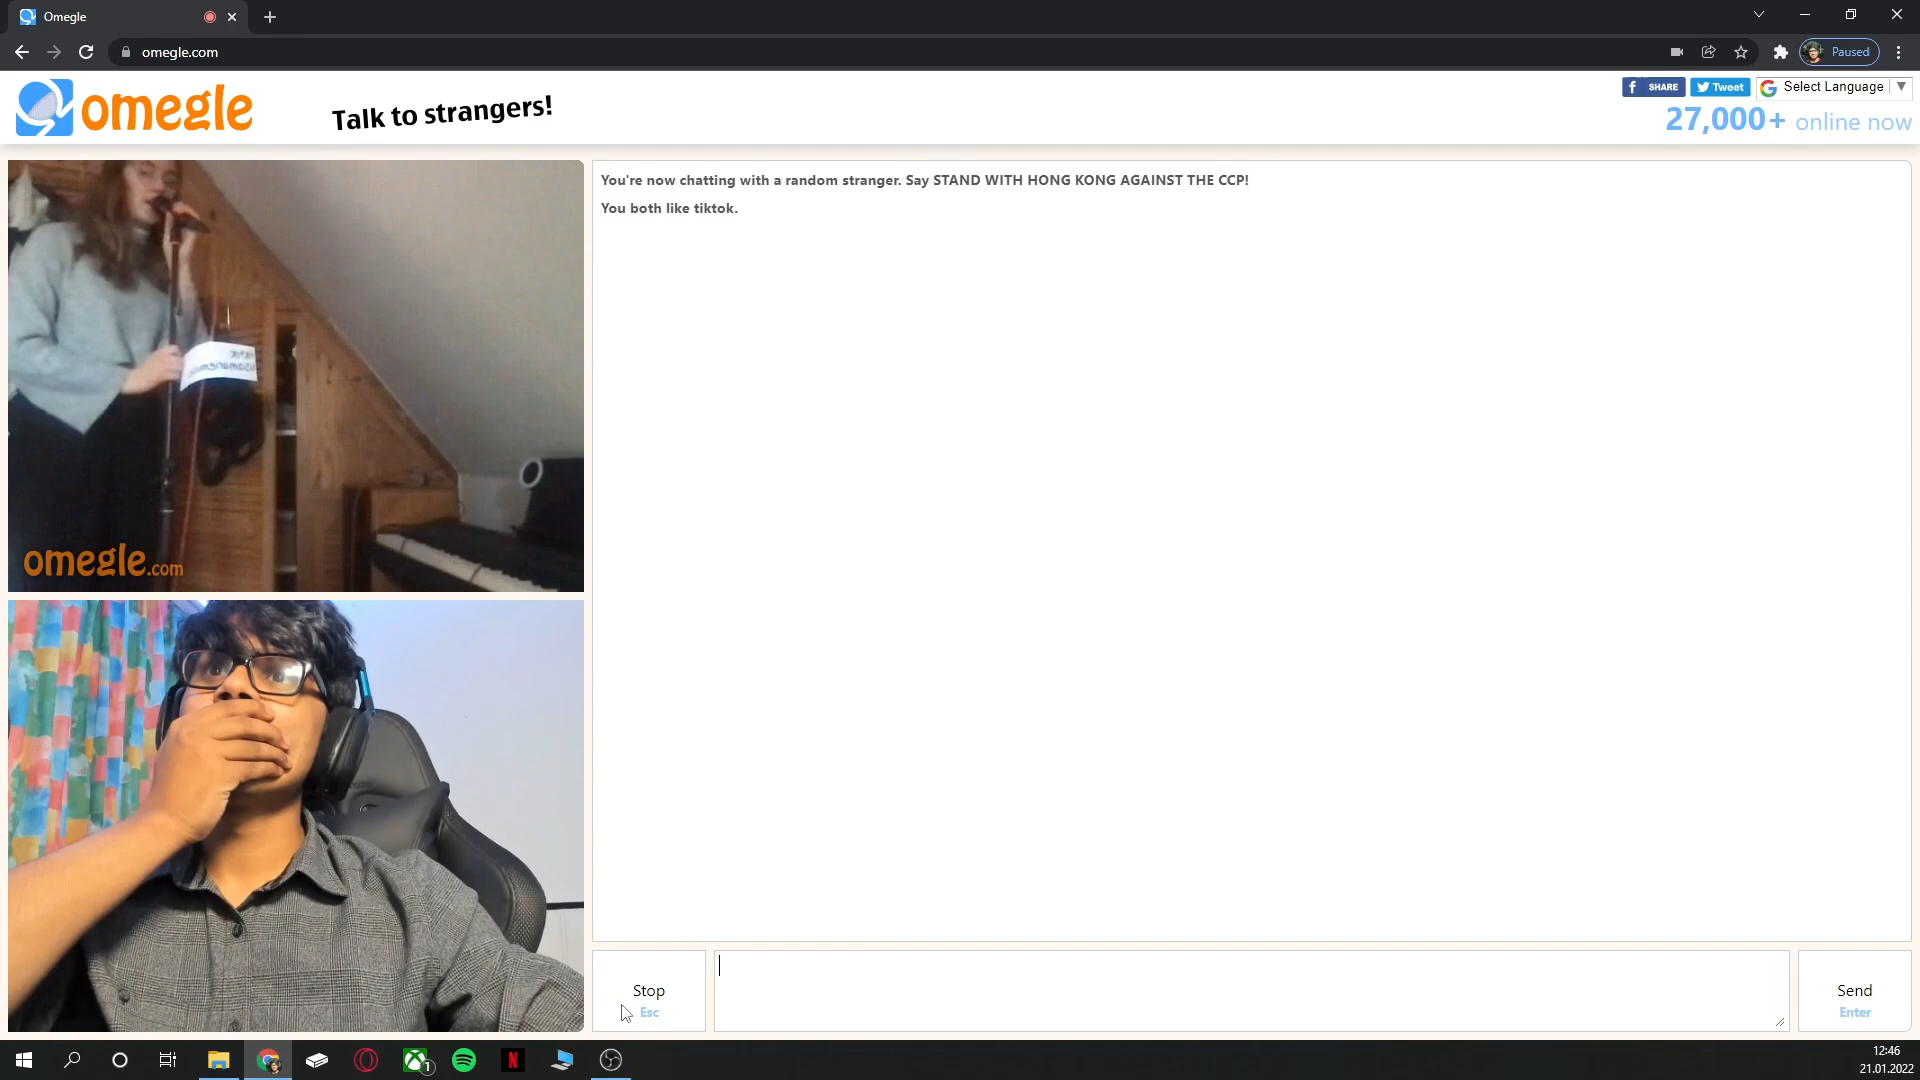 Omegle
omegle.com
Paused
omegle
Talk to strangers!
SHARE
Tweet
Select Language
27,000+ online now
omegle.com
You're now chatting with a random stranger. Say STAND WITH HONG KONG AGAINST THE CCP!
You both like tiktok.
Stop
Esc
Send
Enter
1
12:46
21.01.2022